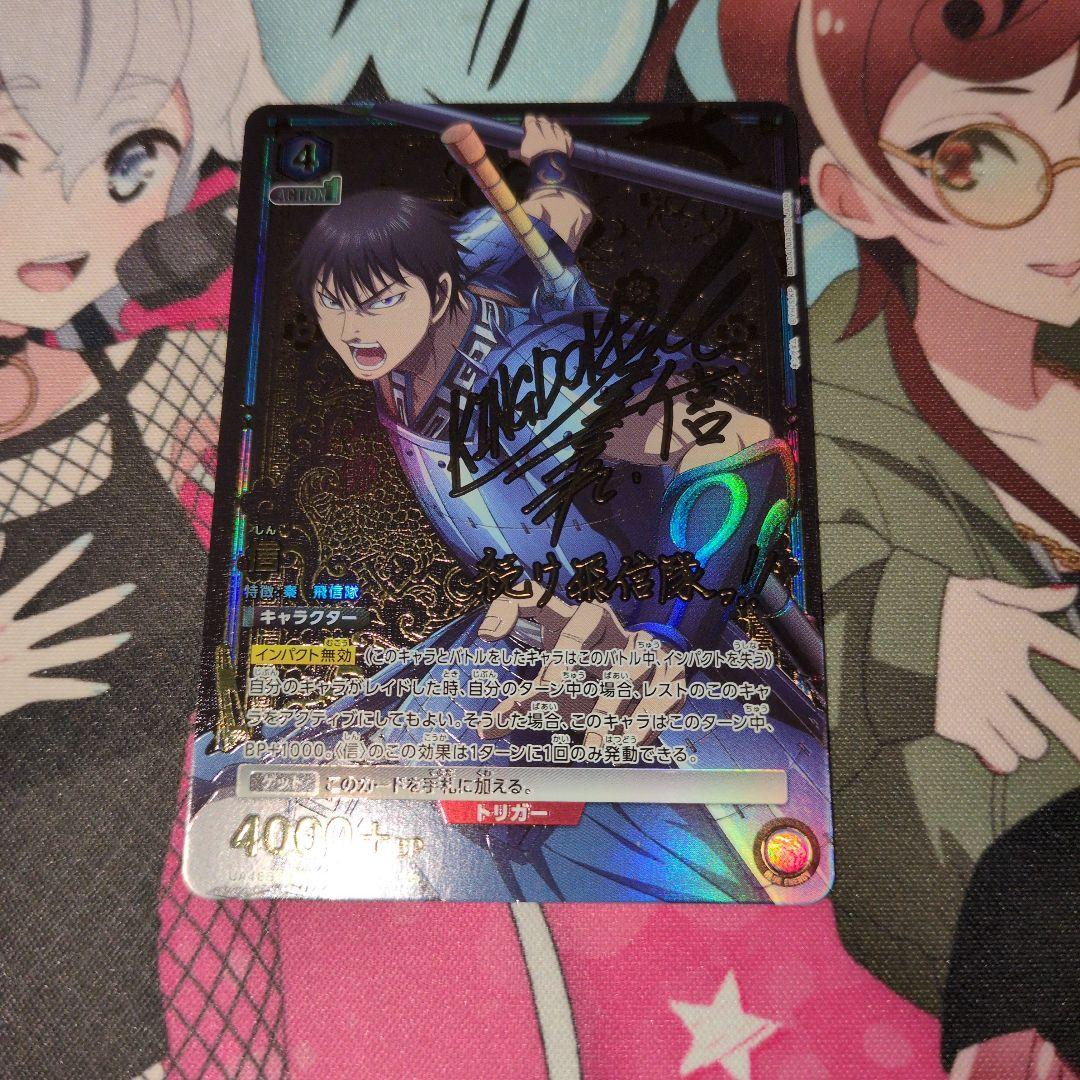 4
ACTION 1
KINGDOM
信
続け飛信隊っ!!
しん
信
特徴:秦 飛信隊
キャラクター
インパクト無効 (このキャラとバトルをしたキャラはこのバトル中、インパクトを失う)
自分のキャラがレイドした時、自分のターン中の場合、レストのこのキャ
ラをアクティブにしてもよい。そうした場合、このキャラはこのターン中、
BP+1000。〈信〉のこの効果は1ターンに1回のみ発動できる。
ゲット このカードを手札に加える。
トリガー
4000+ BP